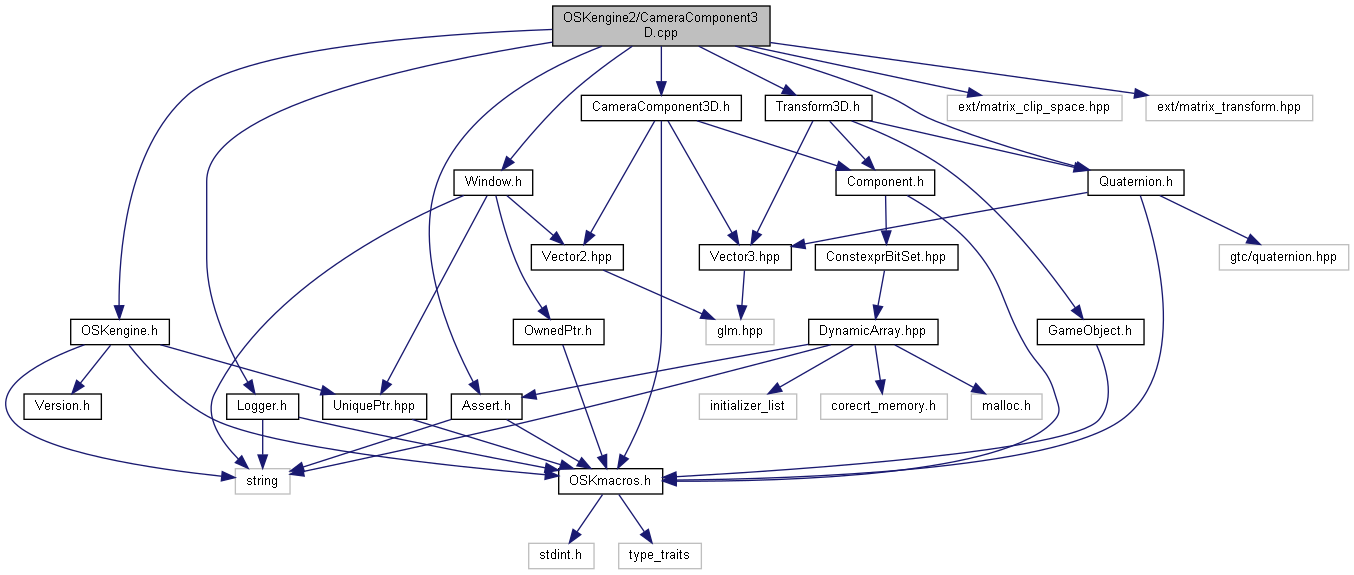 OSKengine2/CameraComponent3
D.cpp
CameraComponent3D.h
Transform3D.h
ext/matrix_clip_space.hpp
ext/matrix_transform.hpp
Window.h
Component.h
Quaternion.h
Vector2.hpp
Vector3.hpp
ConstexprBitSet.hpp
gtc/quaternion.hpp
OSKengine.h
OwnedPtr.h
glm.hpp
DynamicArray.hpp
GameObject.h
Version.h
Logger.h
UniquePtr.hpp
Assert.h
initializer_list
corecrt_memory.h
malloc.h
string
OSKmacros.h
stdint.h
type_traits